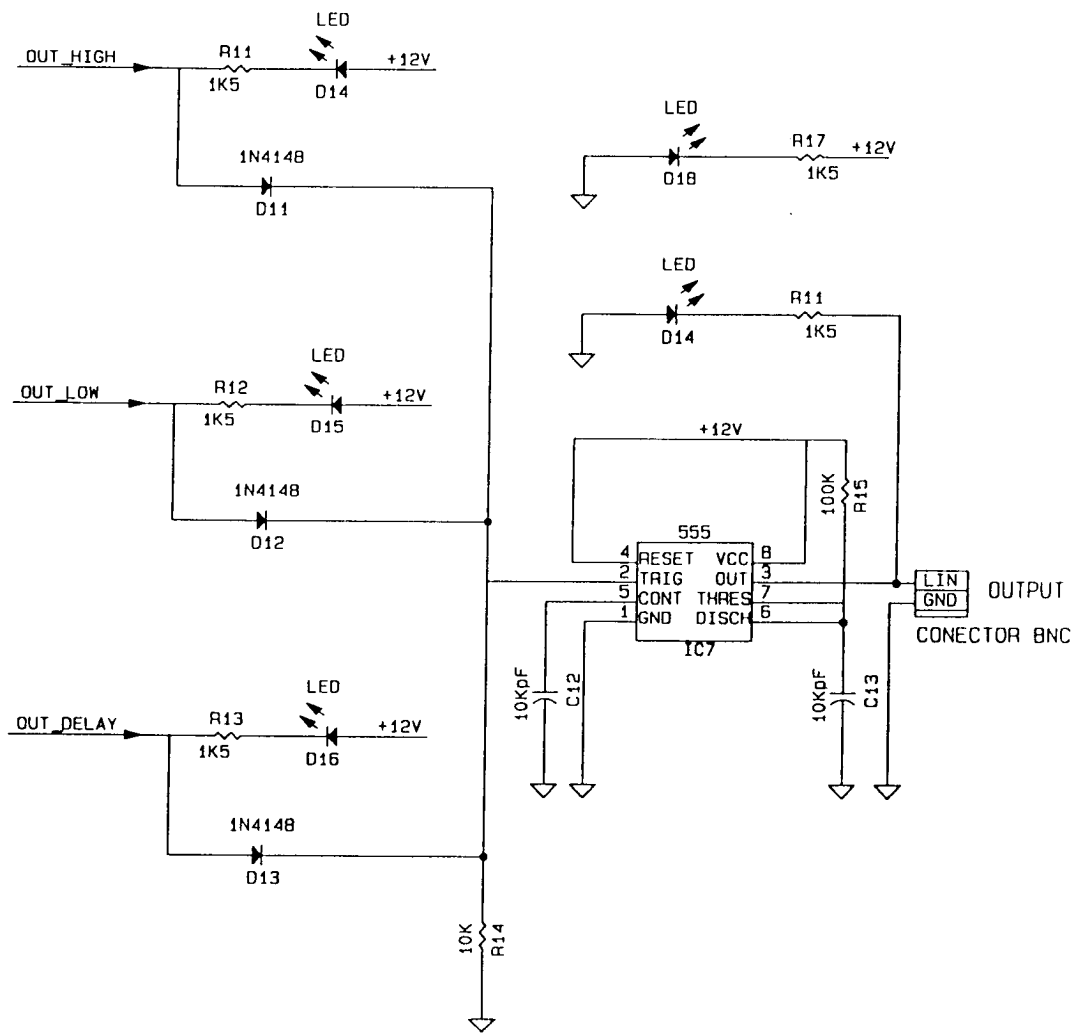 LED
OUT_HIGH
R11
1K5
D14
+12V
1N4148
D11
LED
D18
R17
1K5
+12V
LED
D14
R11
1K5
OUT_LOW
R12
1K5
LED
D15
+12V
1N4148
D12
+12V
100K
R15
555
4 RESET VCC 8
2 TRIG OUT 3
5 CONT THRES 7
1 GND DISCH 6
IC7
LIN
GND
OUTPUT
CONECTOR BNC
10KpF
C12
10KpF
C13
OUT_DELAY
R13
1K5
LED
D16
+12V
1N4148
D13
10K
R14